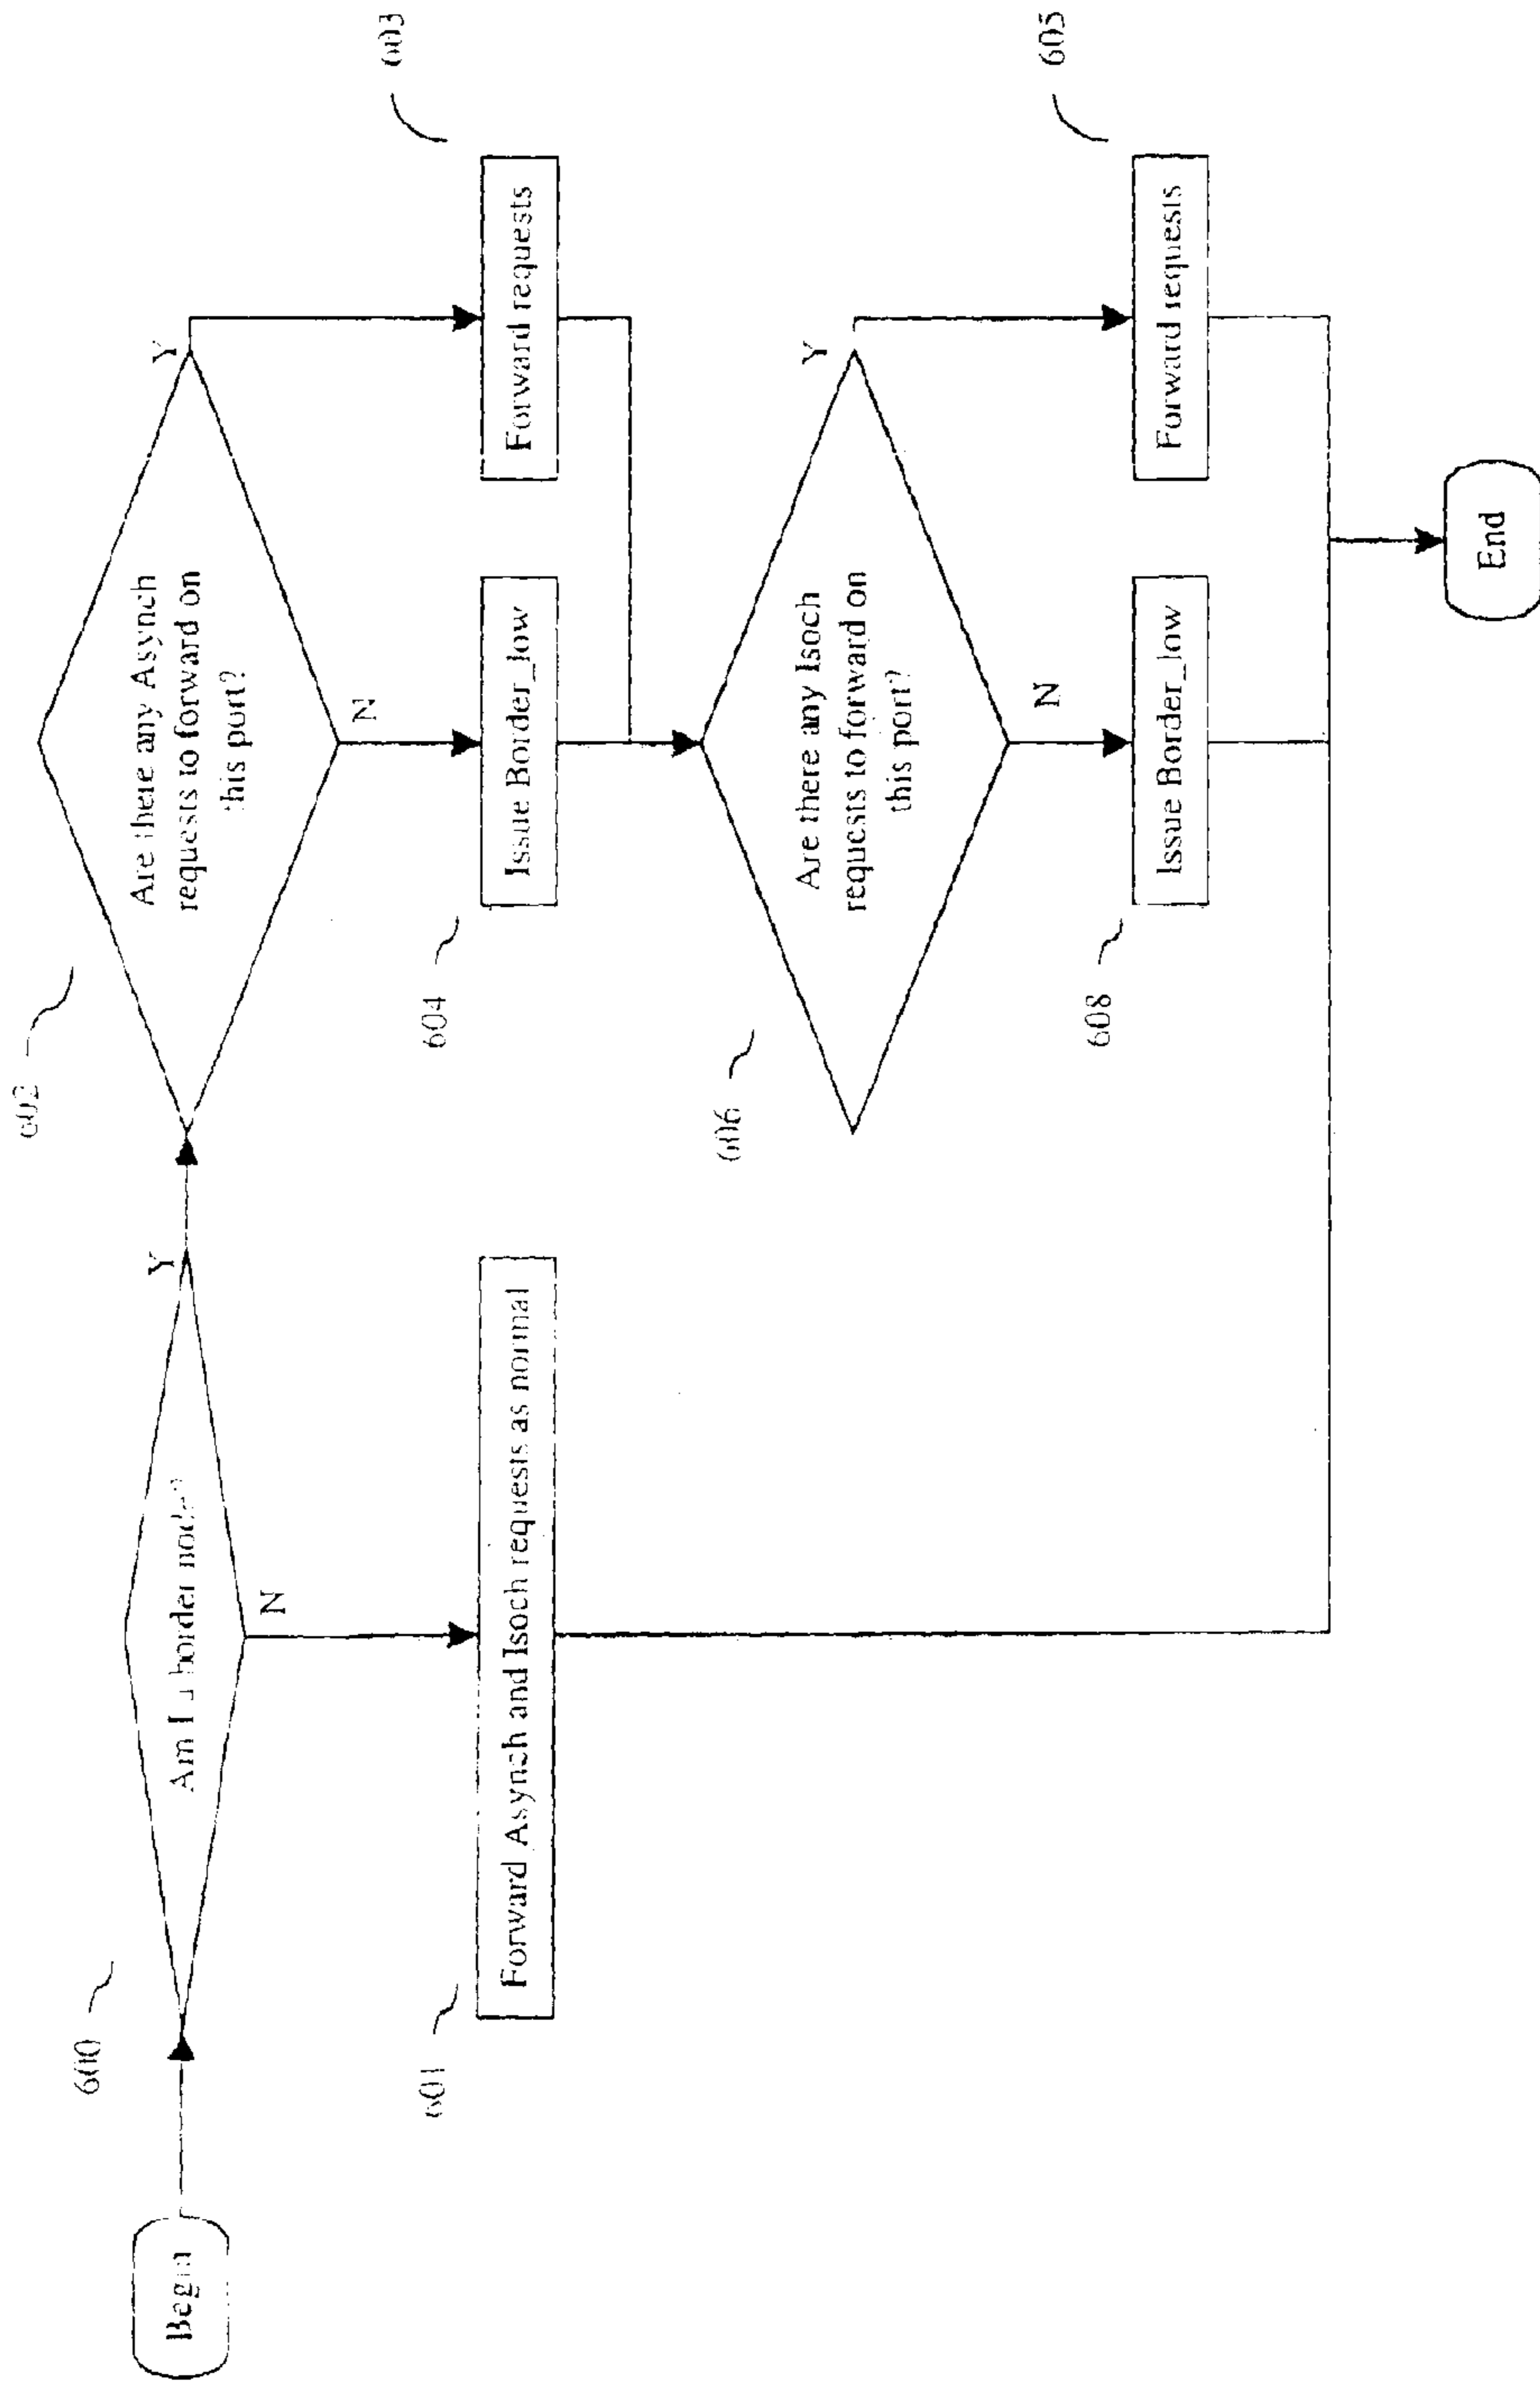 Begin
600
Am I a border node?
Y
N
601
Forward Asynch and Isoch requests as normal
602
Are there any Asynch
requests to forward on
this port?
Y
N
603
Forward requests
604
Issue Border_low
606
Are there any Isoch
requests to forward on
this port?
Y
N
605
Forward requests
608
Issue Border_low
End